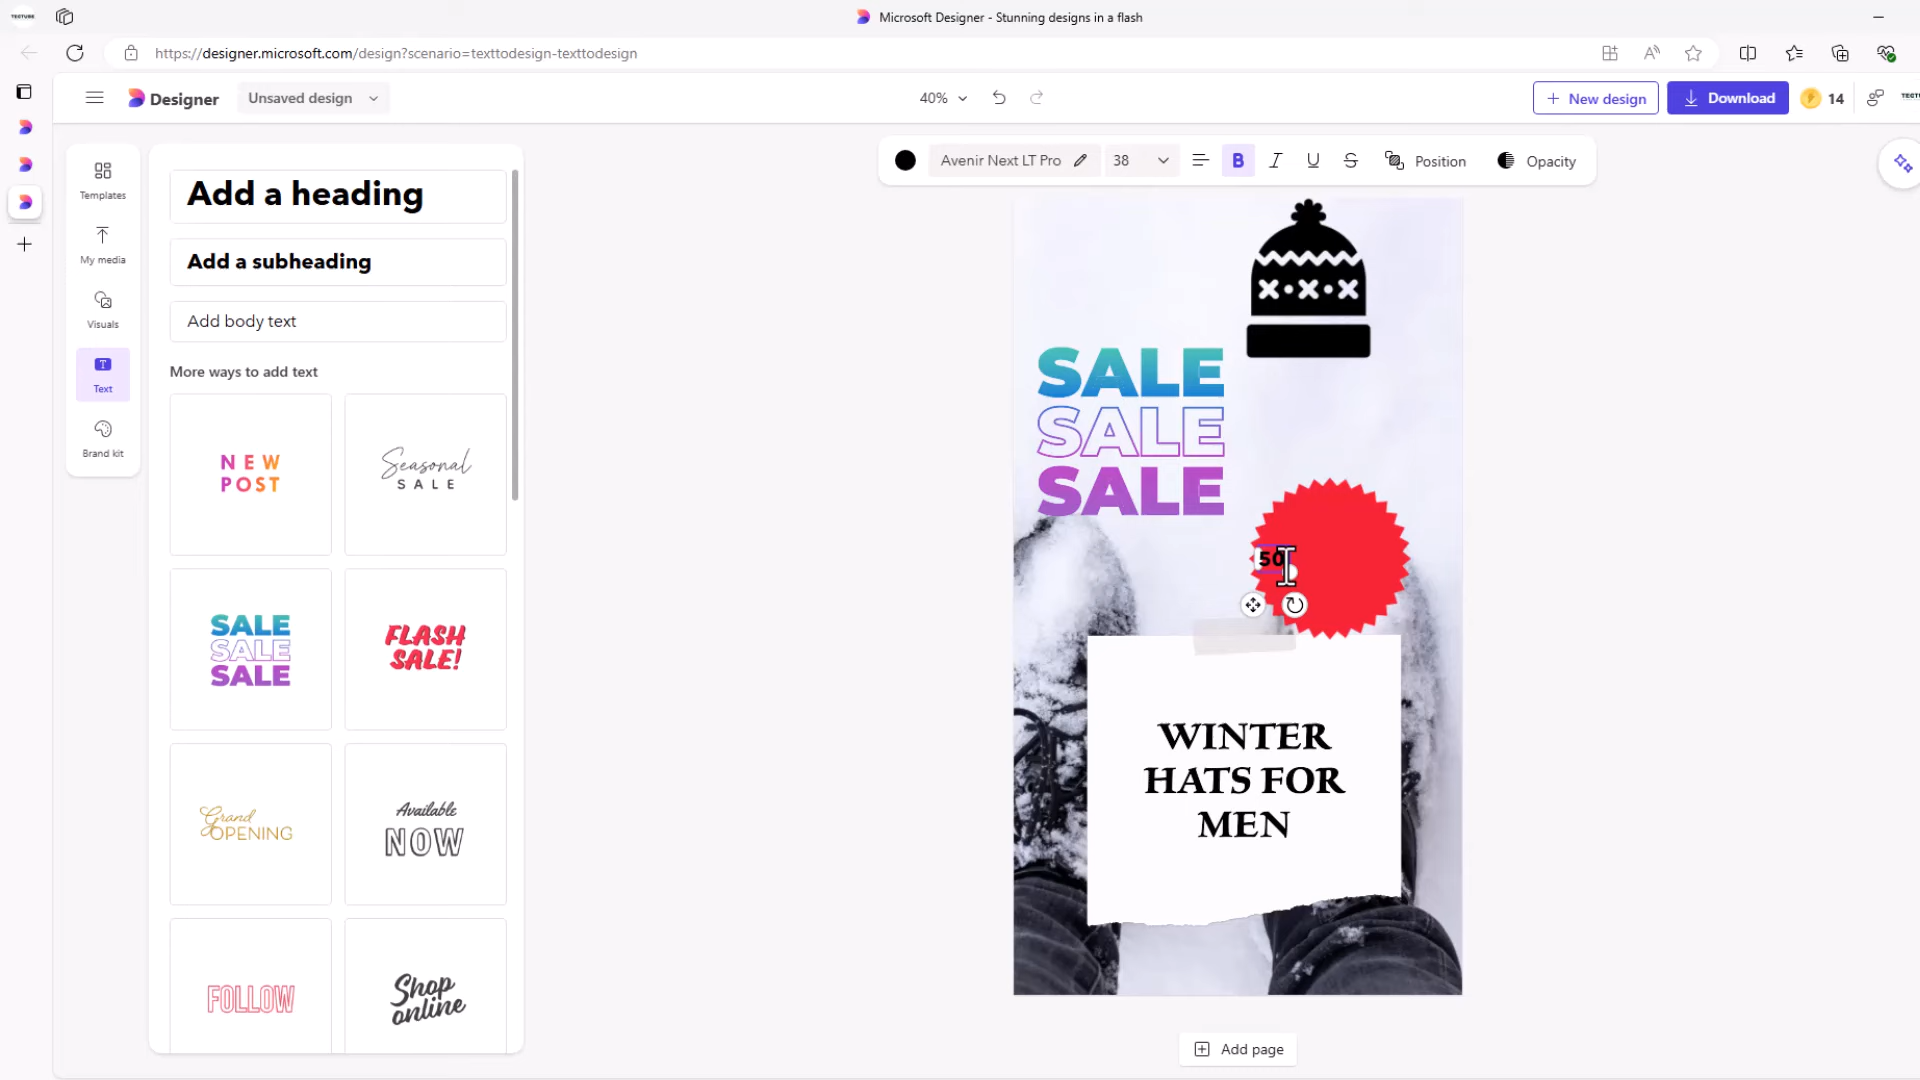 TECTUBE
Microsoft Designer - Stunning designs in a flash
https://designer.microsoft.com/design?scenario=texttodesign-texttodesign
Designer
Unsaved design
40%
+ New design
Download
14
TECTU
Templates
My media
Visuals
Text
Brand kit
Add a heading
Add a subheading
Add body text
More ways to add text
NEW
POST
Seasonal
SALE
SALE
SALE
SALE
FLASH
SALE!
Grand
OPENING
Available
NOW
FOLLOW
Shop
online
Avenir Next LT Pro
38
B
I
U
S
Position
Opacity
SALE
SALE
SALE
50
WINTER
HATS FOR
MEN
Add page